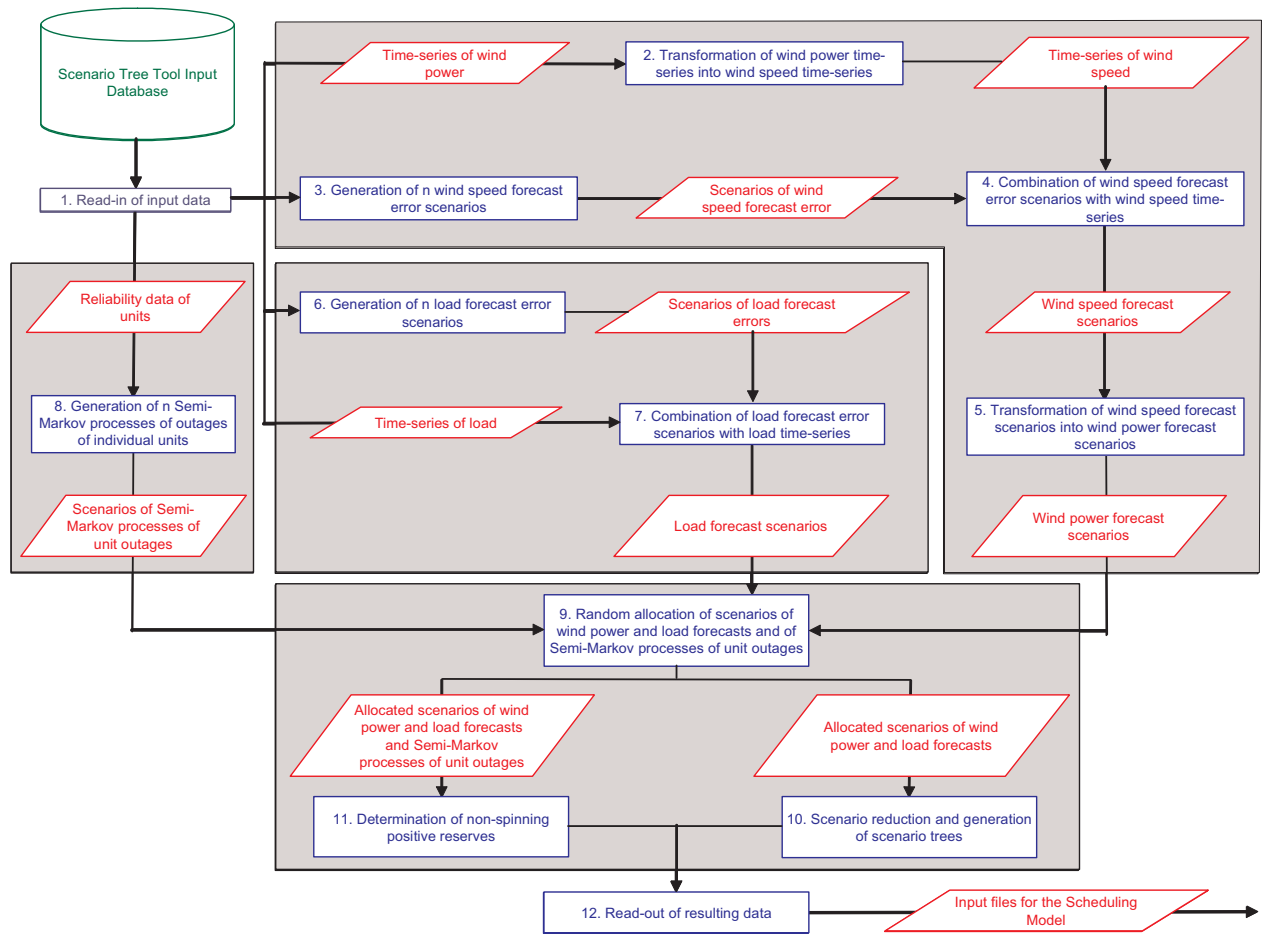 Scenario Tree Tool Input
Database
Time-series of wind
power
2. Transformation of wind power time-
series into wind speed time-series
Time-series of wind
speed
1. Read-in of input data
3. Generation of n wind speed forecast
error scenarios
Scenarios of wind
speed forecast error
4. Combination of wind speed forecast
error scenarios with wind speed time-
series
Reliability data of
units
6. Generation of n load forecast error
scenarios
Scenarios of load forecast
errors
Wind speed forecast
scenarios
8. Generation of n Semi-
Markov processes of outages
of individual units
Time-series of load
7. Combination of load forecast error
scenarios with load time-series
5. Transformation of wind speed forecast
scenarios into wind power forecast
scenarios
Scenarios of Semi-
Markov processes of
unit outages
Load forecast scenarios
Wind power forecast
scenarios
9. Random allocation of scenarios of
wind power and load forecasts and of
Semi-Markov processes of unit outages
Allocated scenarios of wind
power and load forecasts
and Semi-Markov
processes of unit outages
Allocated scenarios of wind
power and load forecasts
11. Determination of non-spinning
positive reserves
10. Scenario reduction and generation
of scenario trees
12. Read-out of resulting data
Input files for the Scheduling
Model